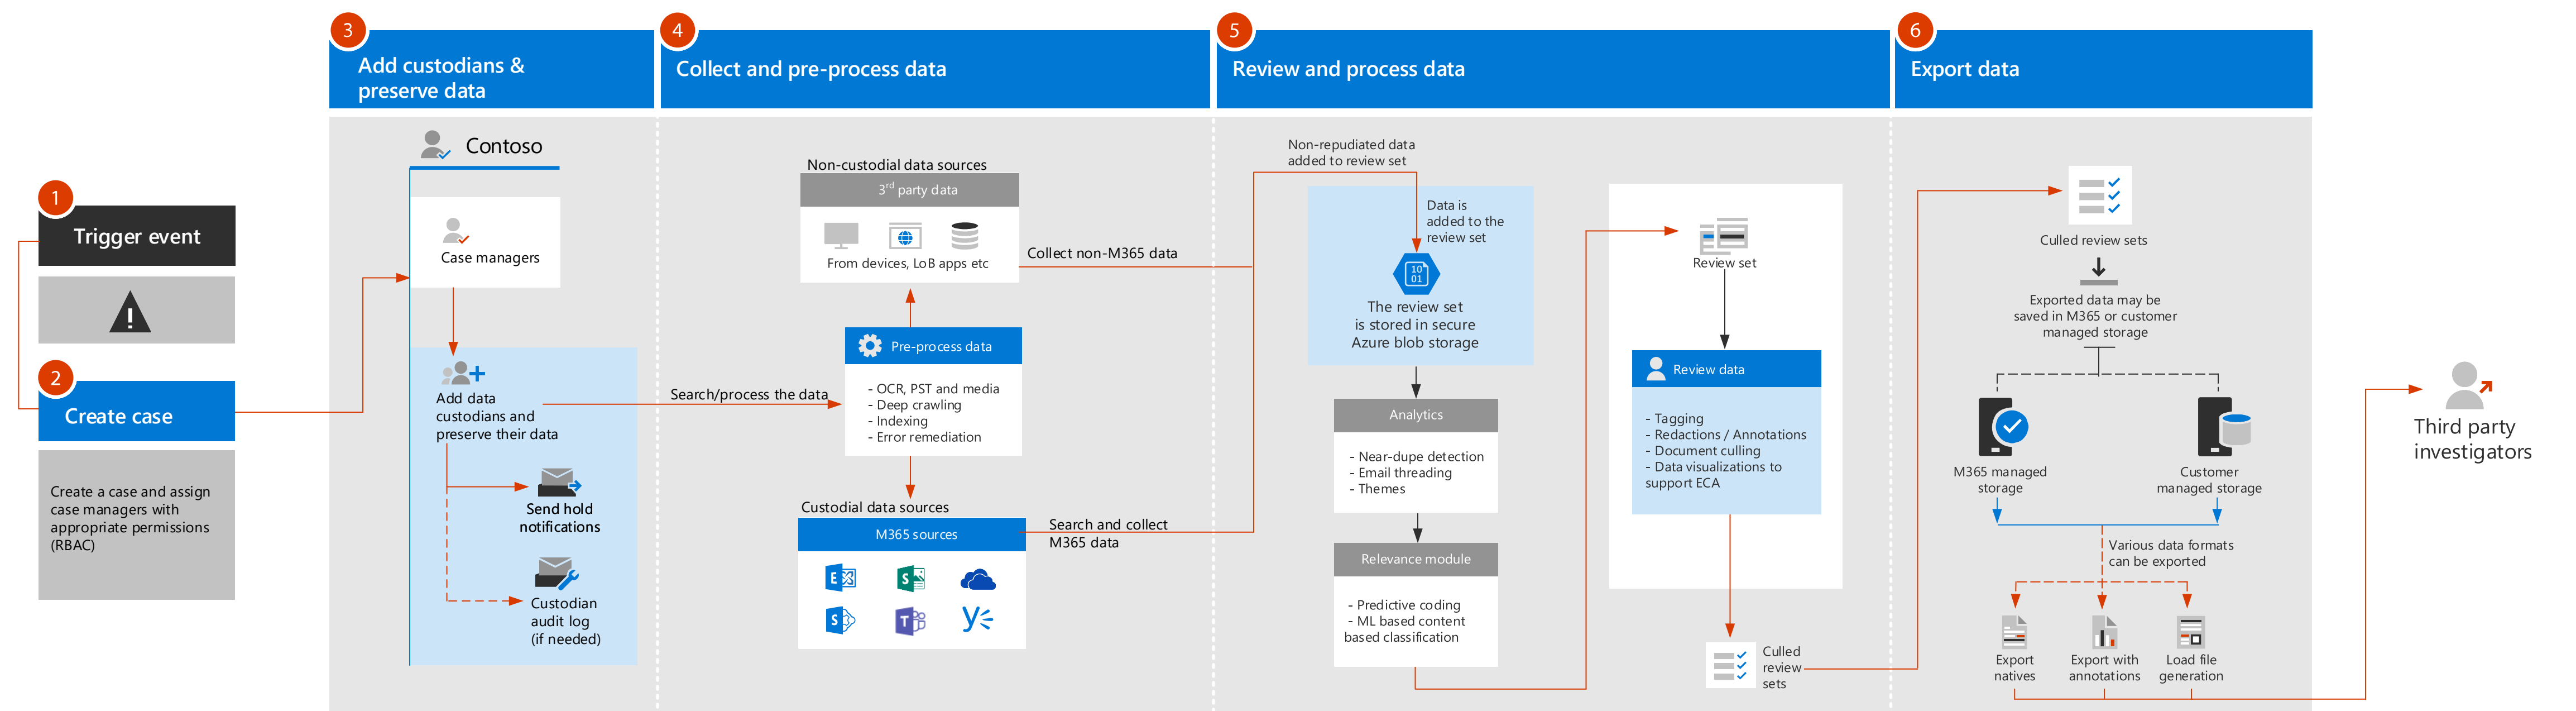 1
Trigger event
2
Create case
Create a case and assign
case managers with
appropriate permissions
(RBAC)
3
Add custodians &
preserve data
Contoso
Case managers
Add data
custodians and
preserve their data
Send hold
notifications
Custodian
audit log
(if needed)
4
Collect and pre-process data
Non-custodial data sources
3rd party data
From devices, LoB apps etc
Collect non-M365 data
Search/process the data
Pre-process data
- OCR, PST and media
- Deep crawling
- Indexing
- Error remediation
Custodial data sources
M365 sources
E
S
S
T
Search and collect
M365 data
5
Review and process data
Non-repudiated data
added to review set
Data is
added to the
review set
10
01
The review set
is stored in secure
Azure blob storage
Analytics
- Near-dupe detection
- Email threading
- Themes
Relevance module
- Predictive coding
- ML based content
based classification
Review set
Review data
- Tagging
- Redactions / Annotations
- Document culling
- Data visualizations to
support ECA
Culled
review
sets
6
Export data
Culled review sets
Exported data may be
saved in M365 or customer
managed storage
M365 managed
storage
Customer
managed storage
Various data formats
can be exported
Export
natives
Export with
annotations
Load file
generation
Third party
investigators